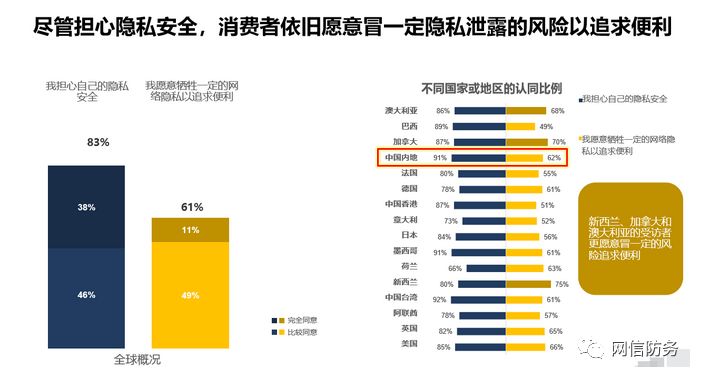 尽管担心隐私安全，消费者依旧愿意冒一定隐私泄露的风险以追求便利
我担心自己的隐私
安全
我愿意牺牲一定的网
络隐私以追求便利
83%
38%
46%
61%
11%
49%
完全同意
比较同意
全球概况
不同国家或地区的认同比例
我担心自己的隐私安全
我愿意牺牲一定的网络隐
私以追求便利
澳大利亚 86% 68%
巴西 89% 49%
加拿大 87% 70%
中国内地 91% 62%
法国 80% 55%
德国 78% 61%
中国香港 87% 51%
意大利 73% 52%
日本 84% 56%
墨西哥 91% 61%
荷兰 66% 63%
新西兰 80% 75%
中国台湾 92% 61%
阿联酋 78% 57%
英国 82% 65%
美国 85% 66%
新西兰、加拿大和
澳大利亚的受访者
更愿意冒一定的风
险追求便利
网信防务